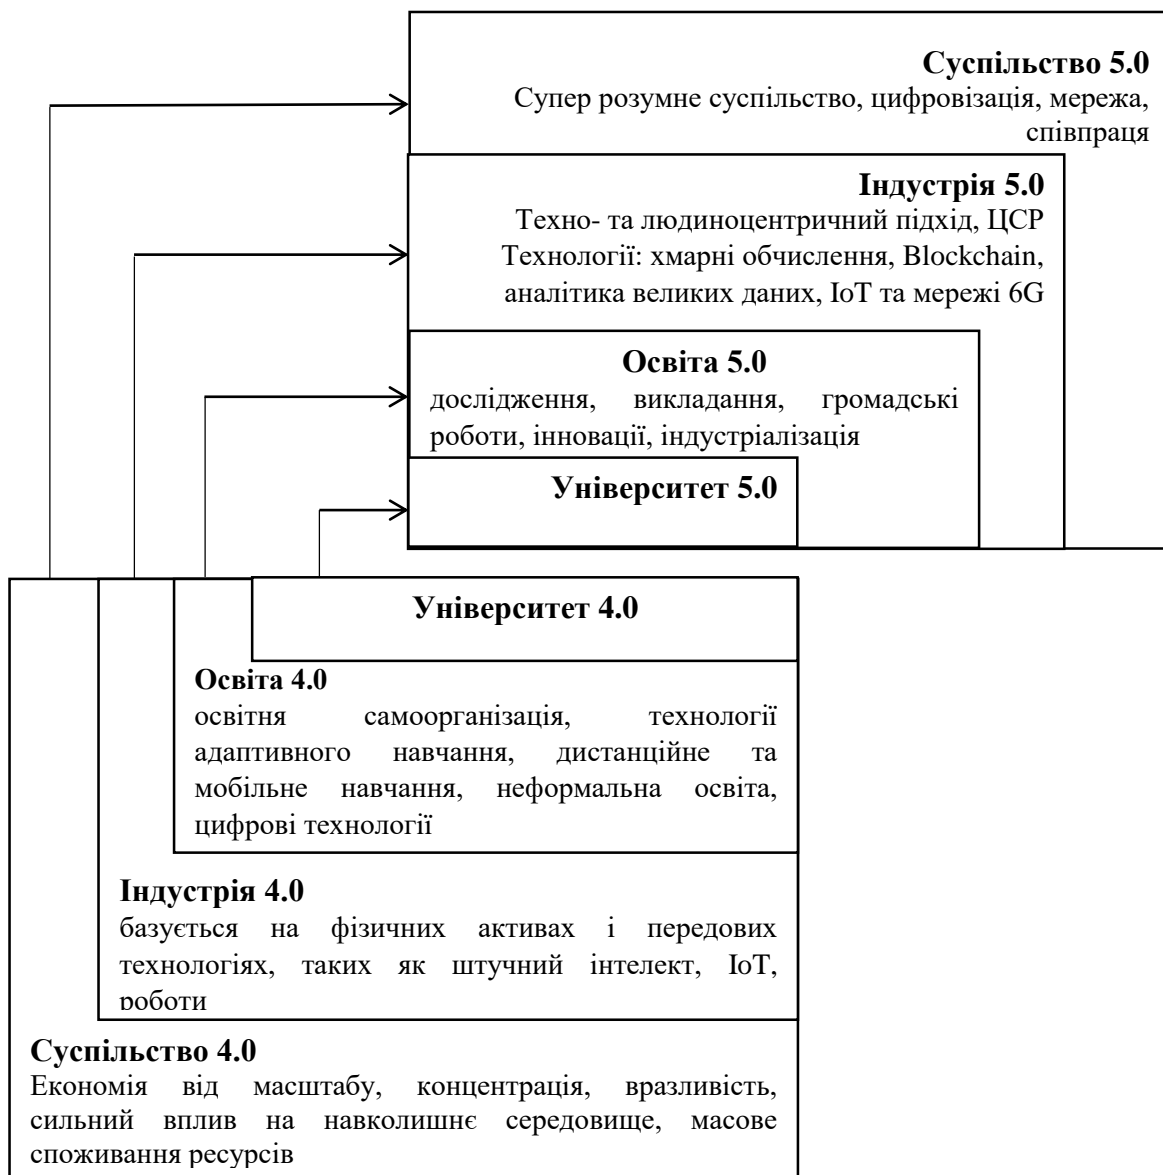 Суспільство 5.0
Супер розумне суспільство, цифровізація, мережа,
співпраця
Індустрія 5.0
Техно- та людиноцентричний підхід, ЦСР
Технології: хмарні обчислення, Blockchain,
аналітика великих даних, IoT та мережі 6G
Освіта 5.0
дослідження, викладання, громадські
роботи, інновації, індустріалізація
Університет 5.0
Університет 4.0
Освіта 4.0
освітня самоорганізація, технології
адаптивного навчання, дистанційне та
мобільне навчання, неформальна освіта,
цифрові технології
Індустрія 4.0
базується на фізичних активах і передових
технологіях, таких як штучний інтелект, IoT,
роботи
Суспільство 4.0
Економія від масштабу, концентрація, вразливість,
сильний вплив на навколишнє середовище, масове
споживання ресурсів